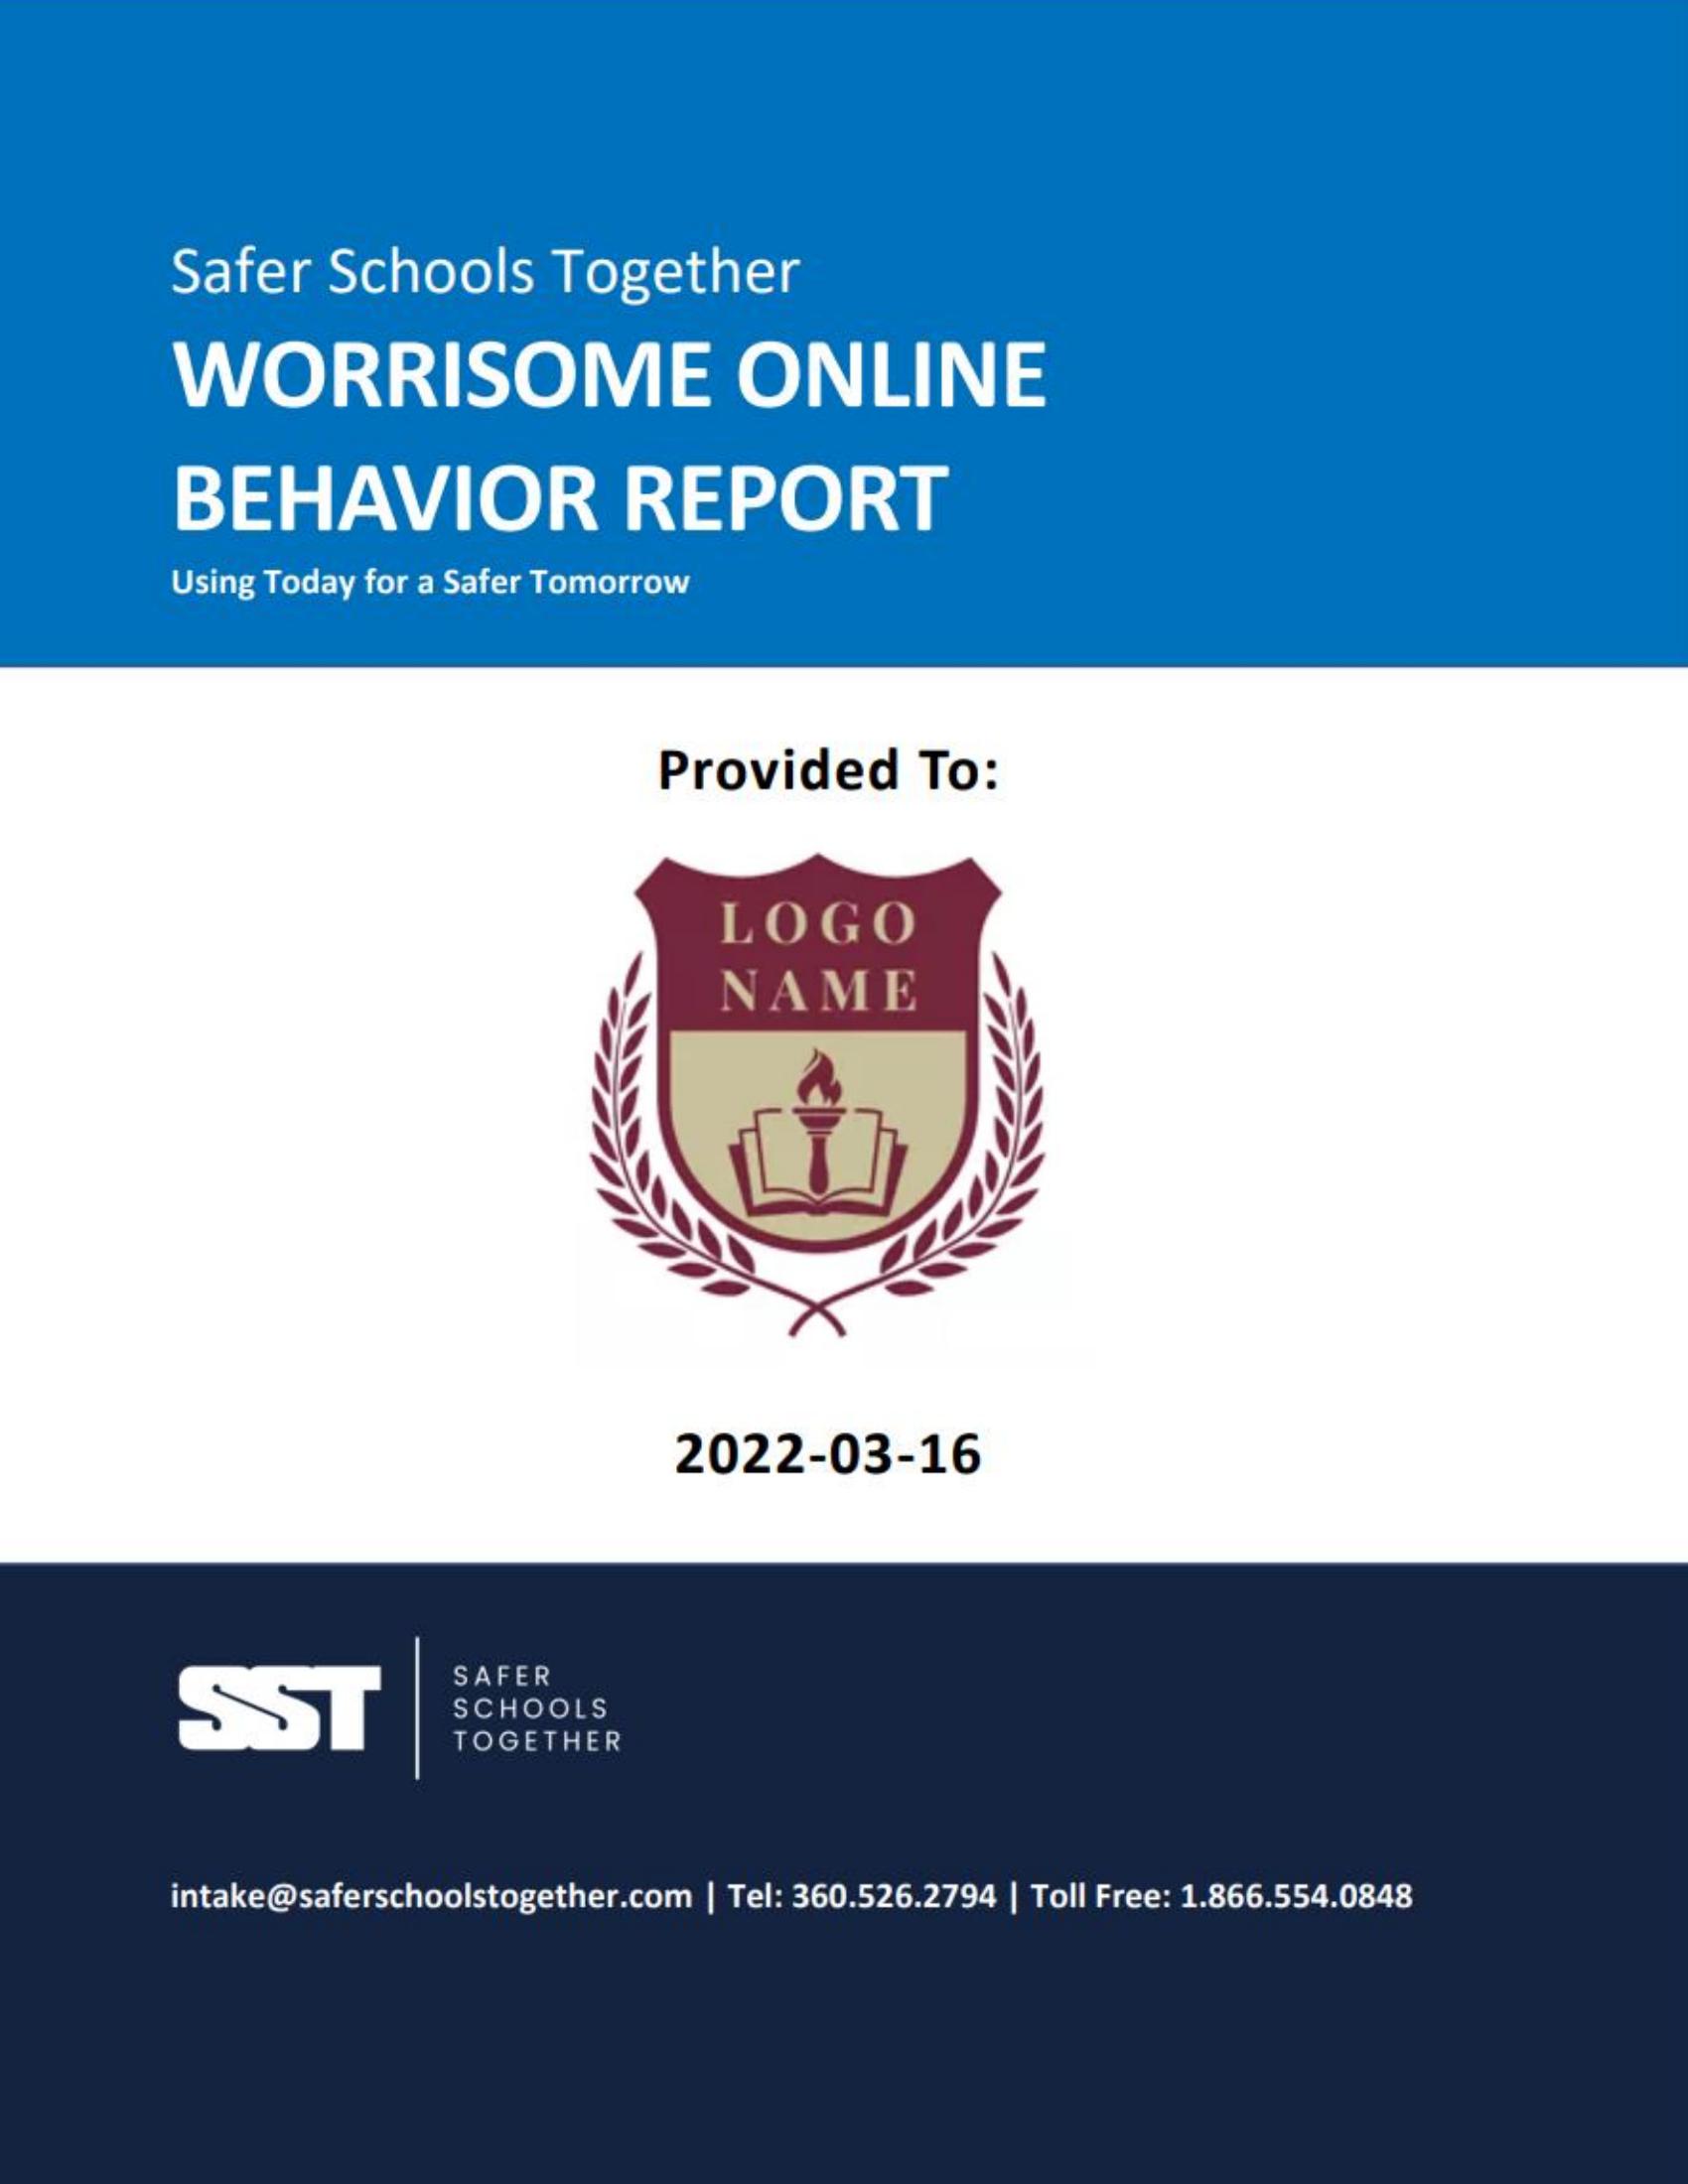 Safer Schools Together
WORRISOME ONLINE
BEHAVIOR REPORT
Using Today for a Safer Tomorrow
Provided To:
LOGO
NAME
2022-03-16
SST
SAFER
SCHOOLS
TOGETHER
intake@saferschoolstogether.com | Tel: 360.526.2794 | Toll Free: 1.866.554.0848